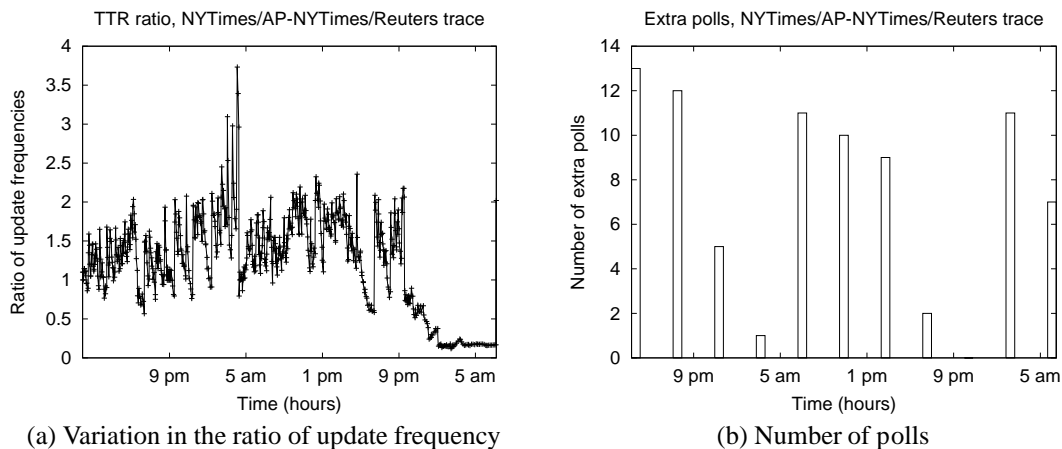 TTR ratio, NYTimes/AP-NYTimes/Reuters trace
4
3.5
3
2.5
2
1.5
1
0.5
0
Ratio of update frequencies
9 pm
5 am
1 pm
9 pm
5 am
Time (hours)
(a) Variation in the ratio of update frequency
Extra polls, NYTimes/AP-NYTimes/Reuters trace
14
12
10
8
6
4
2
0
Number of extra polls
9 pm
5 am
1 pm
9 pm
5 am
Time (hours)
(b) Number of polls